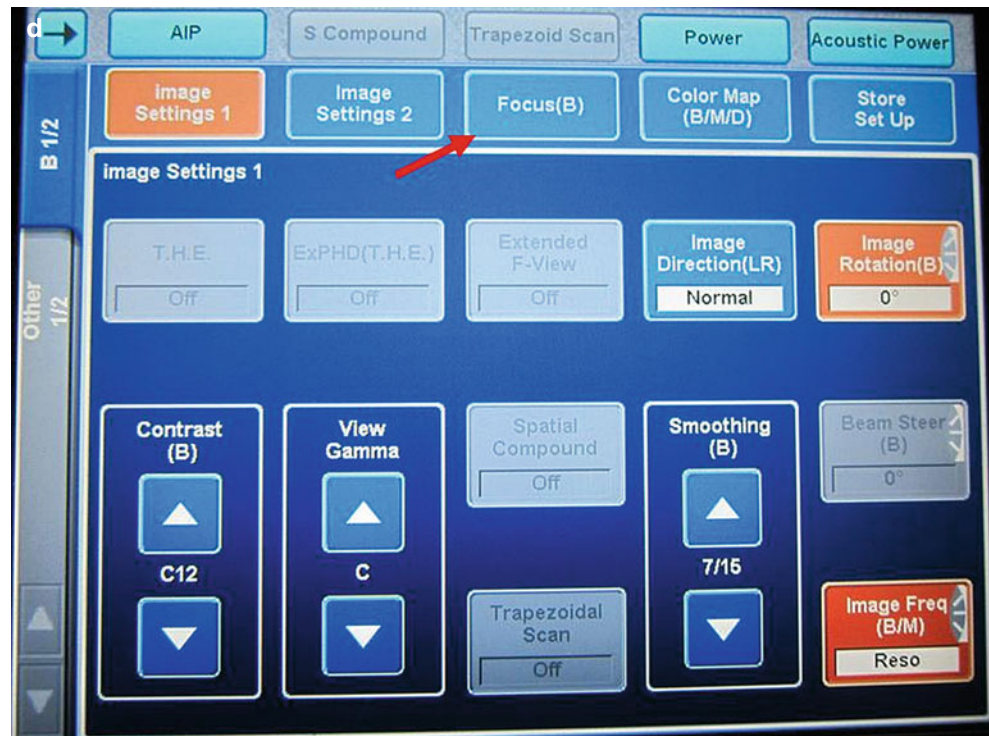 d
AIP
S Compound
Trapezoid Scan
Power
Acoustic Power
image
Settings 1
Image
Settings 2
Focus(B)
Color Map
(B/M/D)
Store
Set Up
B 1/2
Other
1/2
image Settings 1
T.H.E.
Off
ExPHD(T.H.E.)
Off
Extended
F-View
Off
Image
Direction(LR)
Normal
Image
Rotation(B)
0°
Contrast
(B)
C12
View
Gamma
C
Spatial
Compound
Off
Trapezoidal
Scan
Off
Smoothing
(B)
7/15
Beam Steer
(B)
0°
Image Freq
(B/M)
Reso